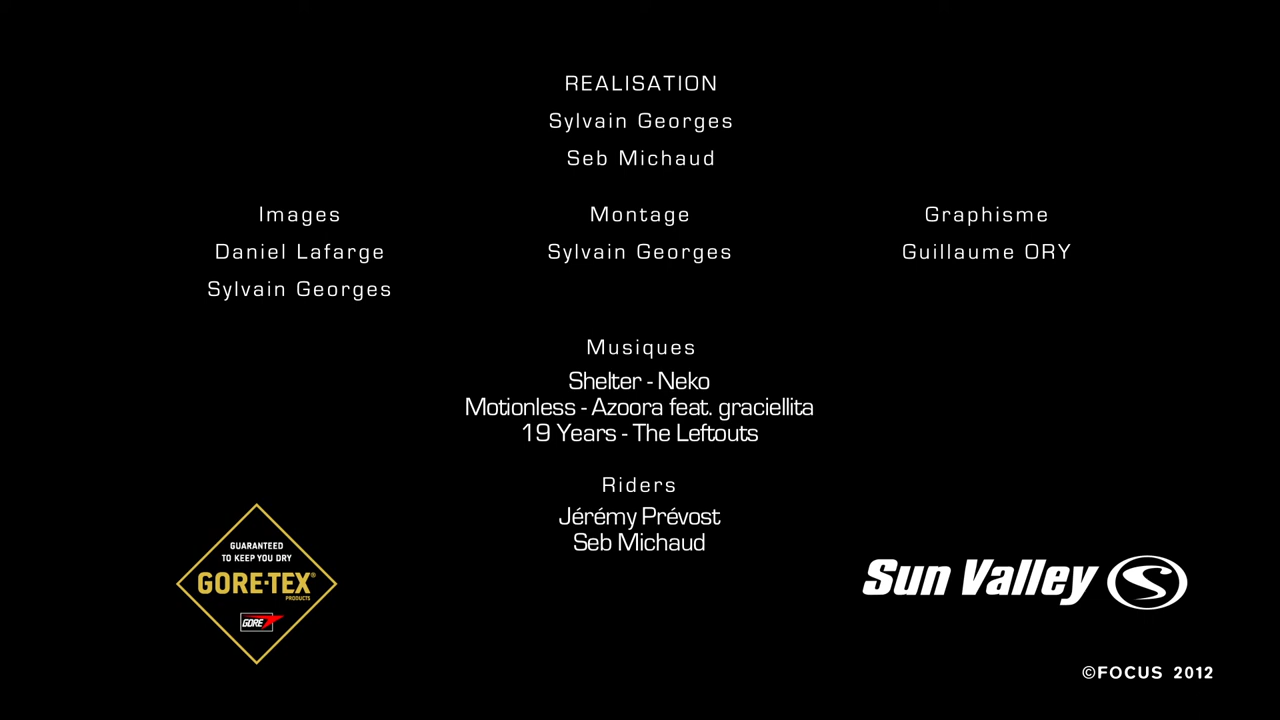 REALISATION
Sylvain Georges
Seb Michaud
Images
Daniel Lafarge
Sylvain Georges
Montage
Sylvain Georges
Graphisme
Guillaume ORY
Musiques
Shelter - Neko
Motionless - Azoora feat. graciellita
19 Years - The Leftouts
Riders
Jérémy Prévost
Seb Michaud
GUARANTEED
TO KEEP YOU DRY
GORE-TEX®
PRODUCTS
GORE
Sun Valley S
©FOCUS 2012